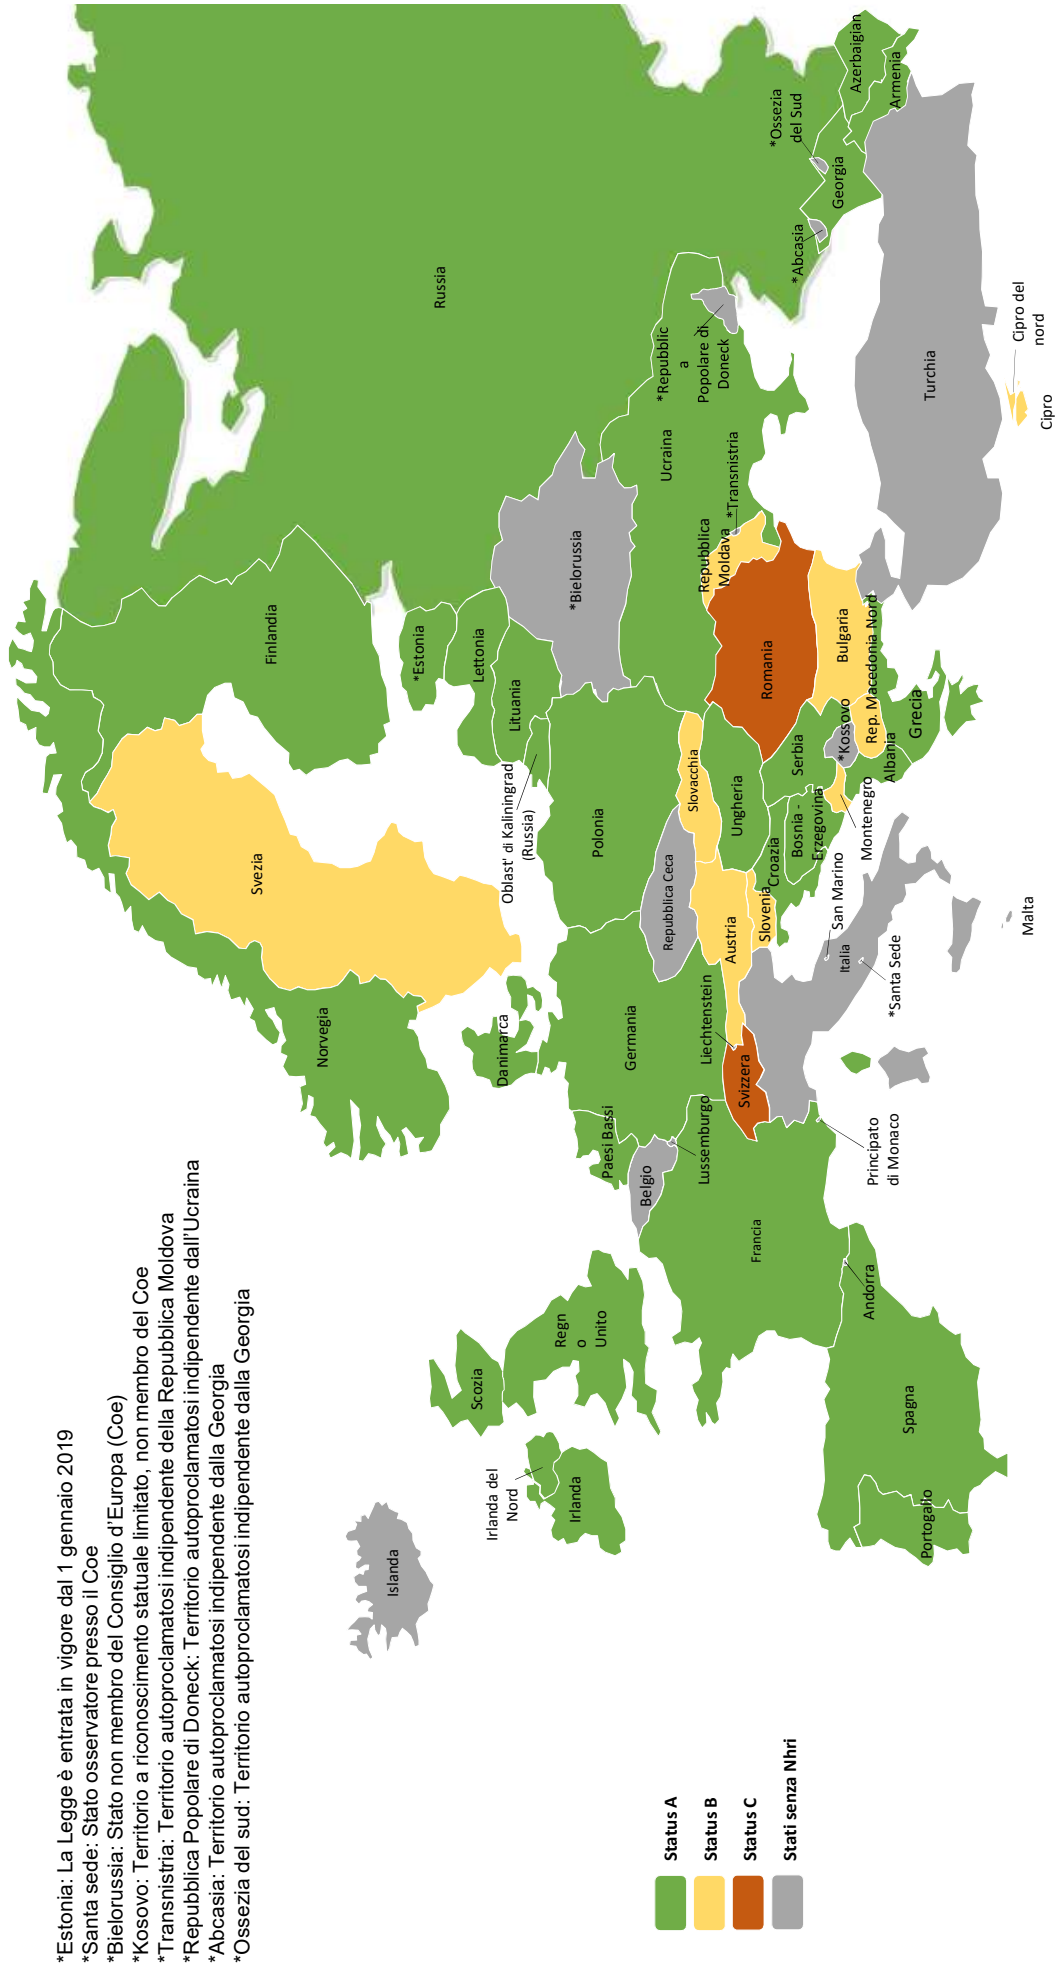 *Estonia: La Legge è entrata in vigore dal 1 gennaio 2019
*Santa sede: Stato osservatore presso il Coe
*Bielorussia: Stato non membro del Consiglio d'Europa (Coe)
*Kosovo: Territorio a riconoscimento statuale limitato, non membro del Coe
*Transnistria: Territorio autoproclamatosi indipendente della Repubblica Moldova
*Repubblica Popolare di Doneck: Territorio autoproclamatosi indipendente dall'Ucraina
*Abcasia: Territorio autoproclamatosi indipendente dalla Georgia
*Ossezia del sud: Territorio autoproclamatosi indipendente dalla Georgia
Islanda
Norvegia
Svezia
Finlandia
Russia
*Estonia
Lettonia
Lituania
Oblast' di Kaliningrad
(Russia)
*Bielorussia
Danimarca
Scozia
Irlanda del
Nord
Irlanda
Regn
o
Unito
Paesi Bassi
Belgio
Lussemburgo
Germania
Polonia
Repubblica Ceca
Slovacchia
Ucraina
*Repubblic
a
Popolare di
Doneck
Repubblica
Moldava
*Transnistria
Francia
Svizzera
Liechtenstein
Austria
Slovenia
Ungheria
Romania
Croazia
Bosnia -
Erzegovina
Serbia
Montenegro
*Kossovo
Bulgaria
Rep. Macedonia Nord
Albania
Grecia
Italia
San Marino
*Santa Sede
Malta
Principato
di Monaco
Andorra
Spagna
Portogallo
*Abcasia
*Ossezia
del Sud
Georgia
Azerbaigian
Armenia
Turchia
Cipro del
nord
Cipro
Status A
Status B
Status C
Stati senza Nhri